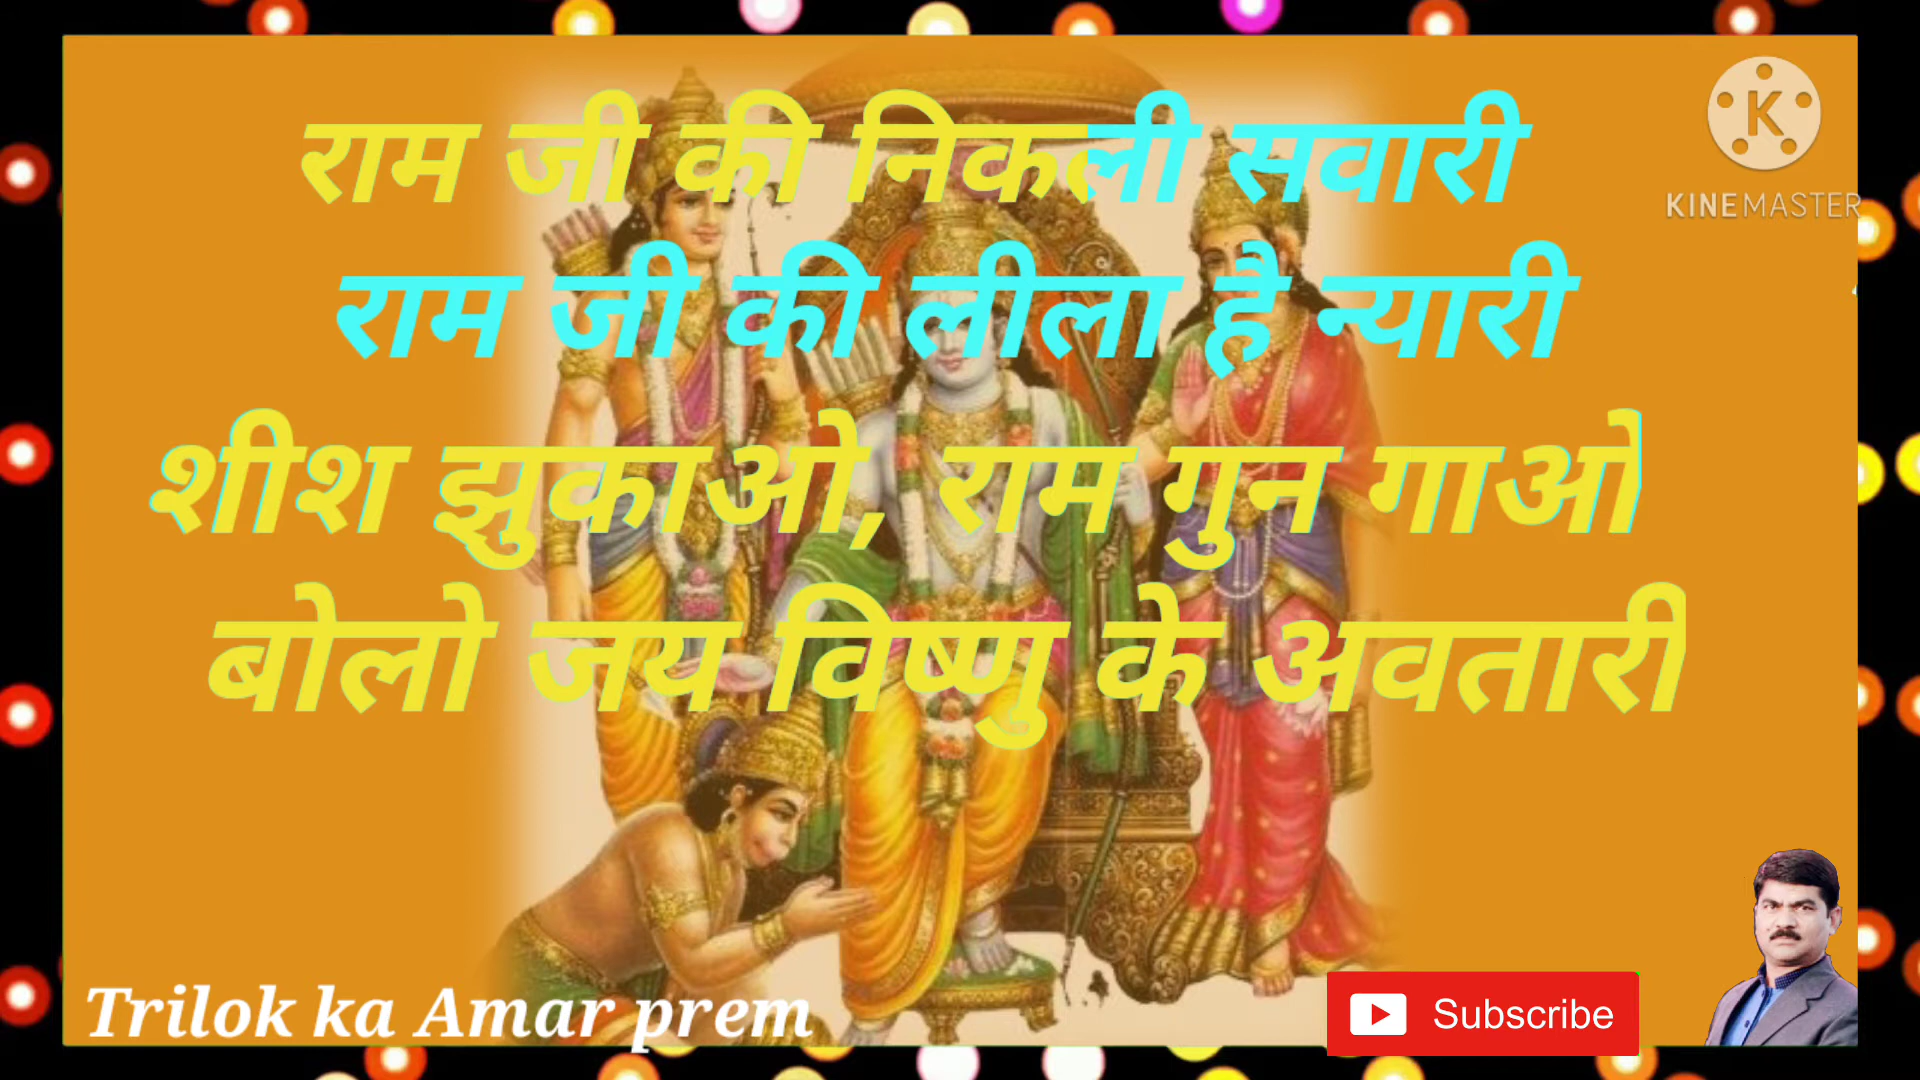 राम जी की निकली सवारी
राम जी की लीला है न्यारी
शीश झुकाओ, राम गुन गाओ
बोलो जय विष्णु के अवतारी
K
KINEMASTER
Trilok ka Amar prem
Subscribe